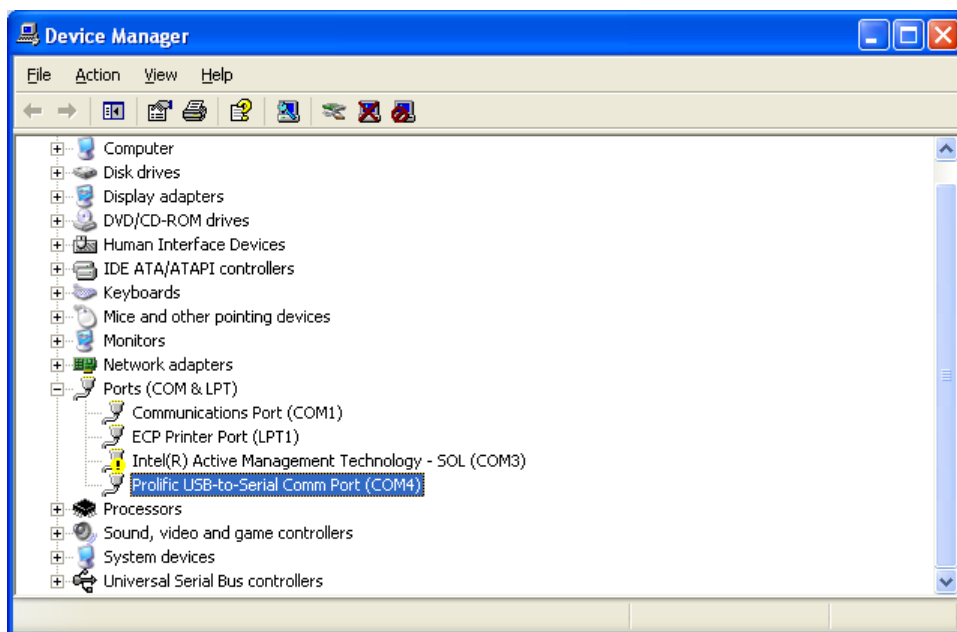 Device Manager
File Action View Help
Computer
Disk drives
Display adapters
DVD/CD-ROM drives
Human Interface Devices
IDE ATA/ATAPI controllers
Keyboards
Mice and other pointing devices
Monitors
Network adapters
Ports (COM & LPT)
Communications Port (COM1)
ECP Printer Port (LPT1)
Intel(R) Active Management Technology - SOL (COM3)
Prolific USB-to-Serial Comm Port (COM4)
Processors
Sound, video and game controllers
System devices
Universal Serial Bus controllers